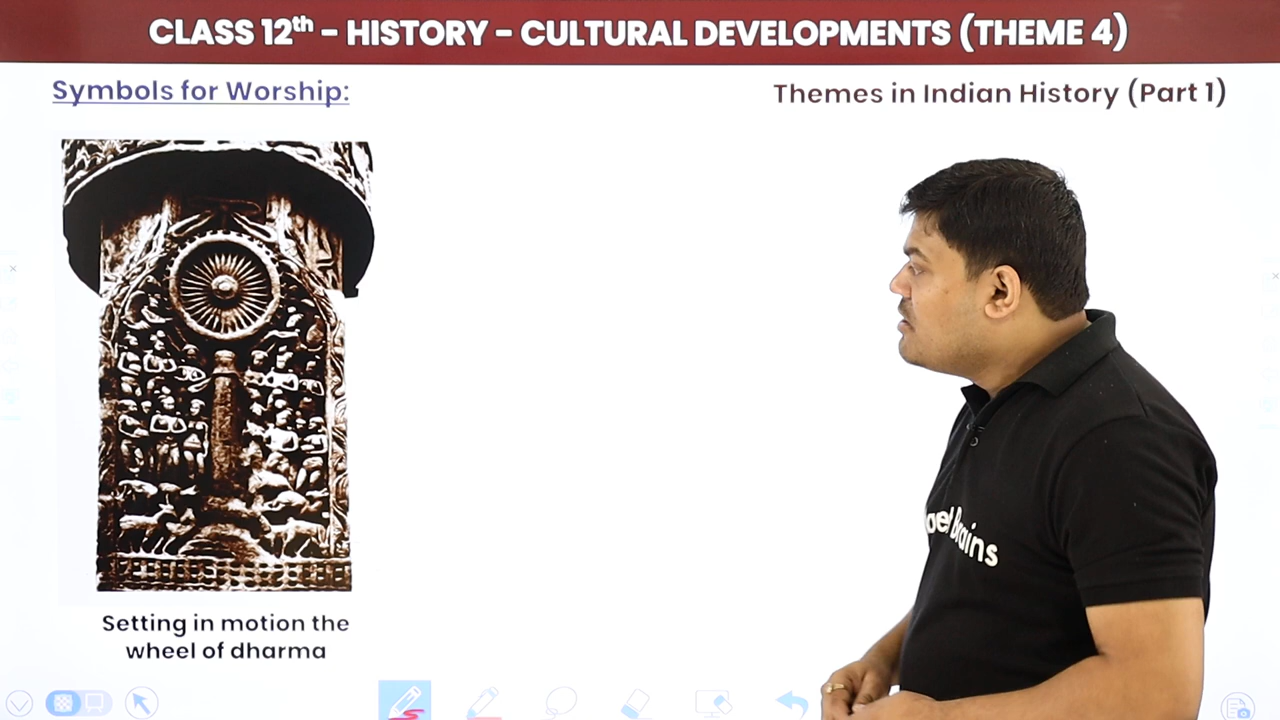 CLASS 12th - HISTORY - CULTURAL DEVELOPMENTS (THEME 4)
Symbols for Worship:
Themes in Indian History (Part 1)
Brains
Setting in motion the
wheel of dharma